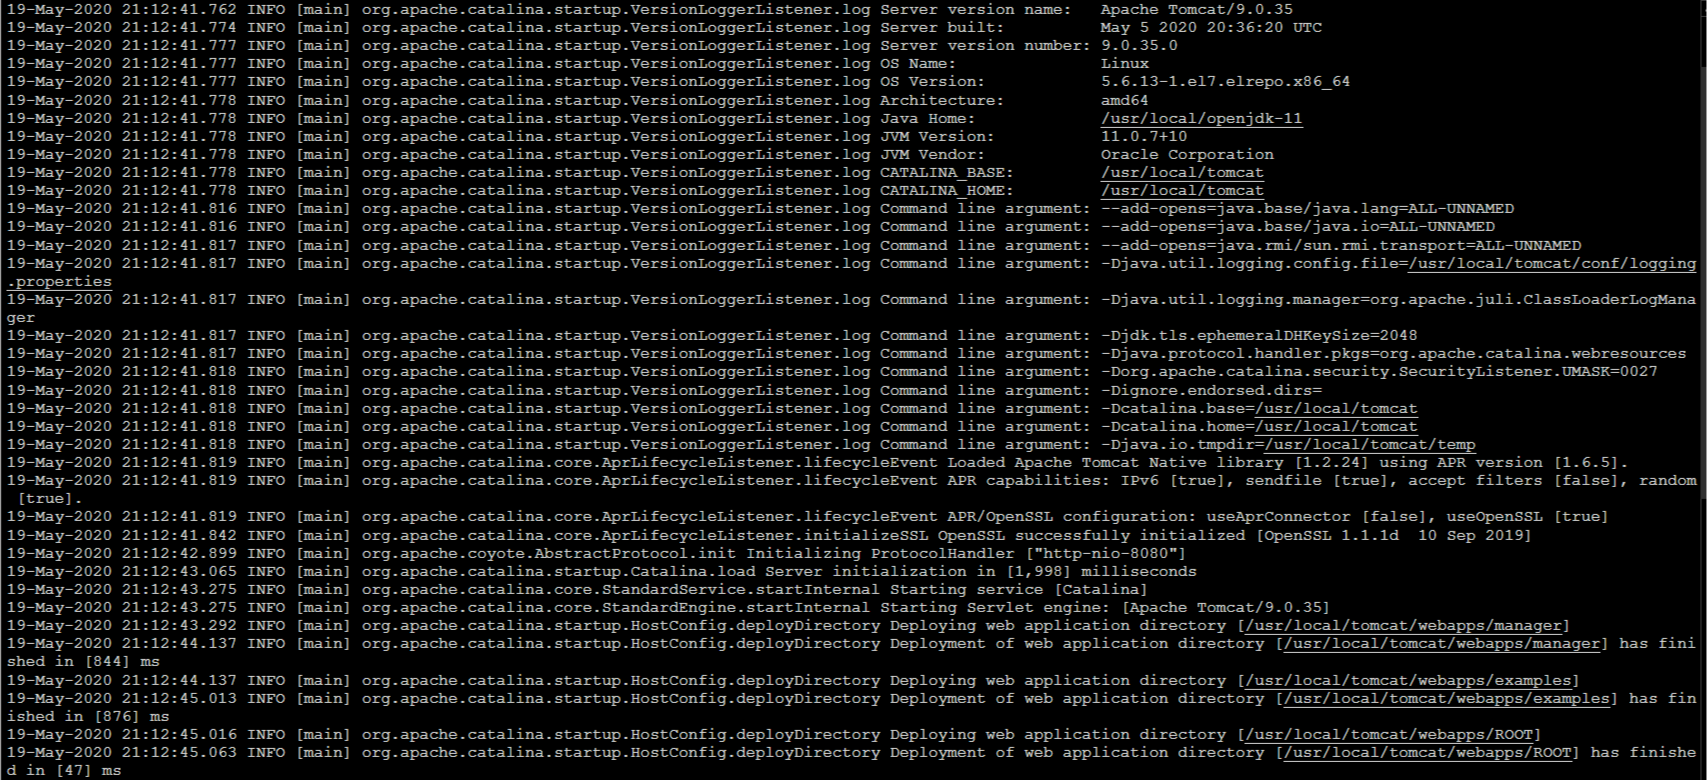 19-May-2020 21:12:41.762 INFO [main] org.apache.catalina.startup.VersionLoggerListener.log Server version name:   Apache Tomcat/9.0.35
19-May-2020 21:12:41.774 INFO [main] org.apache.catalina.startup.VersionLoggerListener.log Server built:          May 5 2020 20:36:20 UTC
19-May-2020 21:12:41.777 INFO [main] org.apache.catalina.startup.VersionLoggerListener.log Server version number: 9.0.35.0
19-May-2020 21:12:41.777 INFO [main] org.apache.catalina.startup.VersionLoggerListener.log OS Name:               Linux
19-May-2020 21:12:41.777 INFO [main] org.apache.catalina.startup.VersionLoggerListener.log OS Version:            5.6.13-1.el7.elrepo.x86_64
19-May-2020 21:12:41.778 INFO [main] org.apache.catalina.startup.VersionLoggerListener.log Architecture:          amd64
19-May-2020 21:12:41.778 INFO [main] org.apache.catalina.startup.VersionLoggerListener.log Java Home:             /usr/local/openjdk-11
19-May-2020 21:12:41.778 INFO [main] org.apache.catalina.startup.VersionLoggerListener.log JVM Version:           11.0.7+10
19-May-2020 21:12:41.778 INFO [main] org.apache.catalina.startup.VersionLoggerListener.log JVM Vendor:            Oracle Corporation
19-May-2020 21:12:41.778 INFO [main] org.apache.catalina.startup.VersionLoggerListener.log CATALINA_BASE:         /usr/local/tomcat
19-May-2020 21:12:41.778 INFO [main] org.apache.catalina.startup.VersionLoggerListener.log CATALINA_HOME:         /usr/local/tomcat
19-May-2020 21:12:41.816 INFO [main] org.apache.catalina.startup.VersionLoggerListener.log Command line argument: --add-opens=java.base/java.lang=ALL-UNNAMED
19-May-2020 21:12:41.816 INFO [main] org.apache.catalina.startup.VersionLoggerListener.log Command line argument: --add-opens=java.base/java.io=ALL-UNNAMED
19-May-2020 21:12:41.817 INFO [main] org.apache.catalina.startup.VersionLoggerListener.log Command line argument: --add-opens=java.rmi/sun.rmi.transport=ALL-UNNAMED
19-May-2020 21:12:41.817 INFO [main] org.apache.catalina.startup.VersionLoggerListener.log Command line argument: -Djava.util.logging.config.file=/usr/local/tomcat/conf/logging
.properties
19-May-2020 21:12:41.817 INFO [main] org.apache.catalina.startup.VersionLoggerListener.log Command line argument: -Djava.util.logging.manager=org.apache.juli.ClassLoaderLogMana
ger
19-May-2020 21:12:41.817 INFO [main] org.apache.catalina.startup.VersionLoggerListener.log Command line argument: -Djdk.tls.ephemeralDHKeySize=2048
19-May-2020 21:12:41.817 INFO [main] org.apache.catalina.startup.VersionLoggerListener.log Command line argument: -Djava.protocol.handler.pkgs=org.apache.catalina.webresources
19-May-2020 21:12:41.818 INFO [main] org.apache.catalina.startup.VersionLoggerListener.log Command line argument: -Dorg.apache.catalina.security.SecurityListener.UMASK=0027
19-May-2020 21:12:41.818 INFO [main] org.apache.catalina.startup.VersionLoggerListener.log Command line argument: -Dignore.endorsed.dirs=
19-May-2020 21:12:41.818 INFO [main] org.apache.catalina.startup.VersionLoggerListener.log Command line argument: -Dcatalina.base=/usr/local/tomcat
19-May-2020 21:12:41.818 INFO [main] org.apache.catalina.startup.VersionLoggerListener.log Command line argument: -Dcatalina.home=/usr/local/tomcat
19-May-2020 21:12:41.818 INFO [main] org.apache.catalina.startup.VersionLoggerListener.log Command line argument: -Djava.io.tmpdir=/usr/local/tomcat/temp
19-May-2020 21:12:41.819 INFO [main] org.apache.catalina.core.AprLifecycleListener.lifecycleEvent Loaded Apache Tomcat Native library [1.2.24] using APR version [1.6.5].
19-May-2020 21:12:41.819 INFO [main] org.apache.catalina.core.AprLifecycleListener.lifecycleEvent APR capabilities: IPv6 [true], sendfile [true], accept filters [false], random
 [true].
19-May-2020 21:12:41.819 INFO [main] org.apache.catalina.core.AprLifecycleListener.lifecycleEvent APR/OpenSSL configuration: useAprConnector [false], useOpenSSL [true]
19-May-2020 21:12:41.842 INFO [main] org.apache.catalina.core.AprLifecycleListener.initializeSSL OpenSSL successfully initialized [OpenSSL 1.1.1d  10 Sep 2019]
19-May-2020 21:12:42.899 INFO [main] org.apache.coyote.AbstractProtocol.init Initializing ProtocolHandler ["http-nio-8080"]
19-May-2020 21:12:43.065 INFO [main] org.apache.catalina.startup.Catalina.load Server initialization in [1,998] milliseconds
19-May-2020 21:12:43.275 INFO [main] org.apache.catalina.core.StandardService.startInternal Starting service [Catalina]
19-May-2020 21:12:43.275 INFO [main] org.apache.catalina.core.StandardEngine.startInternal Starting Servlet engine: [Apache Tomcat/9.0.35]
19-May-2020 21:12:43.292 INFO [main] org.apache.catalina.startup.HostConfig.deployDirectory Deploying web application directory [/usr/local/tomcat/webapps/manager]
19-May-2020 21:12:44.137 INFO [main] org.apache.catalina.startup.HostConfig.deployDirectory Deployment of web application directory [/usr/local/tomcat/webapps/manager] has fini
shed in [844] ms
19-May-2020 21:12:44.137 INFO [main] org.apache.catalina.startup.HostConfig.deployDirectory Deploying web application directory [/usr/local/tomcat/webapps/examples]
19-May-2020 21:12:45.013 INFO [main] org.apache.catalina.startup.HostConfig.deployDirectory Deployment of web application directory [/usr/local/tomcat/webapps/examples] has fin
ished in [876] ms
19-May-2020 21:12:45.016 INFO [main] org.apache.catalina.startup.HostConfig.deployDirectory Deploying web application directory [/usr/local/tomcat/webapps/ROOT]
19-May-2020 21:12:45.063 INFO [main] org.apache.catalina.startup.HostConfig.deployDirectory Deployment of web application directory [/usr/local/tomcat/webapps/ROOT] has finishe
d in [47] ms